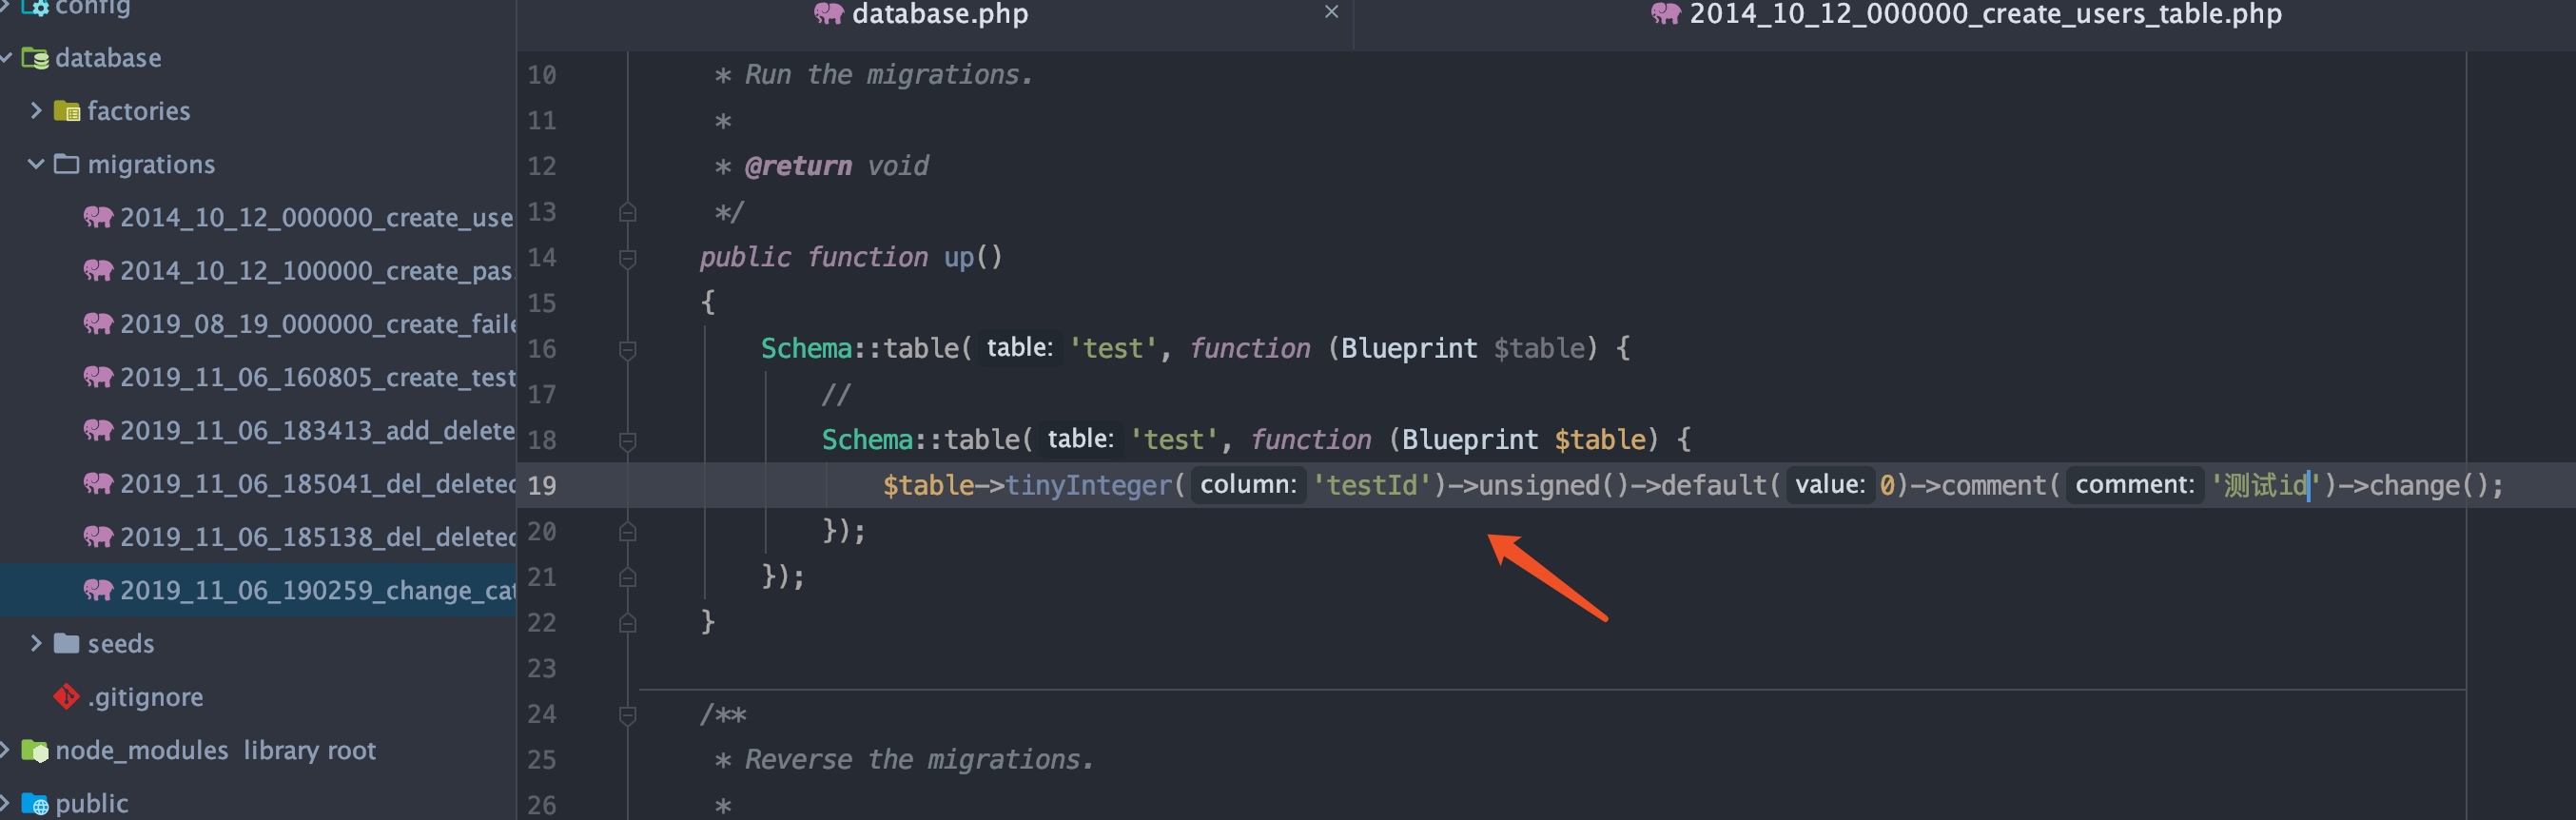 config
database
factories
migrations
2014_10_12_000000_create_use
2014_10_12_100000_create_pas
2019_08_19_000000_create_faile
2019_11_06_160805_create_test
2019_11_06_183413_add_delete
2019_11_06_185041_del_deleted
2019_11_06_185138_del_deleted
2019_11_06_190259_change_cat
seeds
.gitignore
node_modules library root
public
database.php ×
2014_10_12_000000_create_users_table.php
10 * Run the migrations.
11 *
12 * @return void
13 */
14 public function up()
15 {
16 Schema::table( table: 'test', function (Blueprint $table) {
17 //
18 Schema::table( table: 'test', function (Blueprint $table) {
19 $table->tinyInteger( column: 'testId')->unsigned()->default( value: 0)->comment( comment: '测试id')->change();
20 });
21 });
22 }
23
24 /**
25 * Reverse the migrations.
26 *